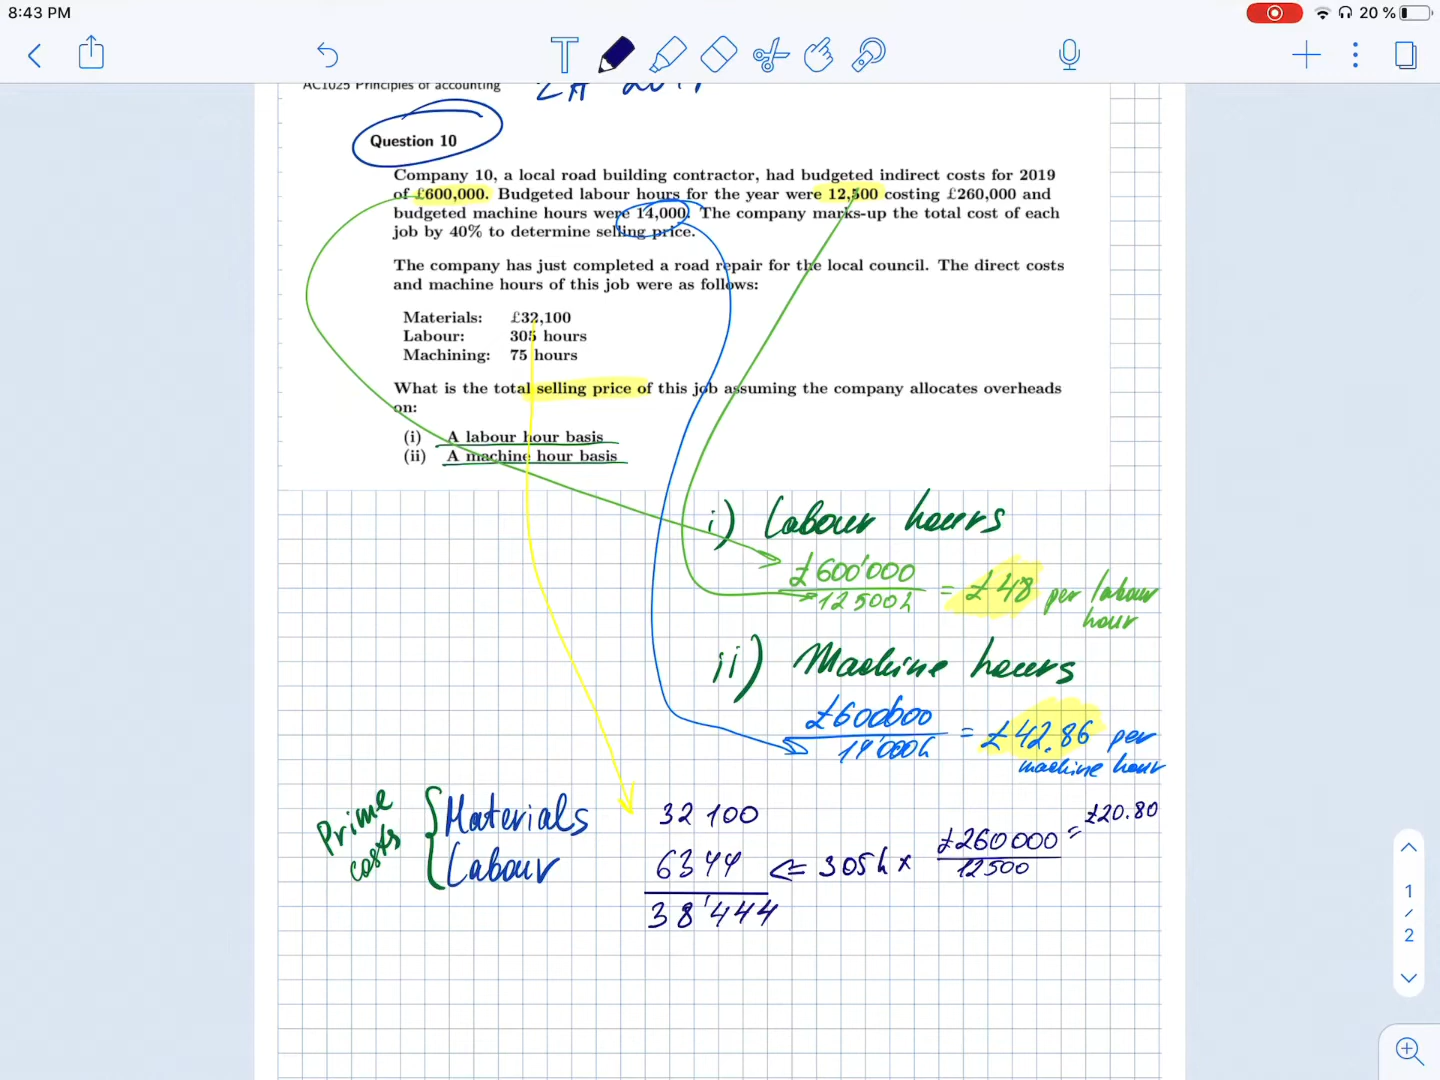 8:43 PM
20 %
AC1025 Principles of accounting
ZA 2019
Question 10
Company 10, a local road building contractor, had budgeted indirect costs for 2019
of £600,000. Budgeted labour hours for the year were 12,500 costing £260,000 and
budgeted machine hours were 14,000. The company marks-up the total cost of each
job by 40% to determine selling price.
The company has just completed a road repair for the local council. The direct costs
and machine hours of this job were as follows:
Materials: £32,100
Labour: 305 hours
Machining: 75 hours
What is the total selling price of this job assuming the company allocates overheads
on:
(i) A labour hour basis
(ii) A machine hour basis
i) Labour hours
£600'000
12500h
= £48 per labour
hour
ii) Machine hours
£600000
14'000h
= £42.86 per
machine hour
Prime
costs
Materials 32 100
Labour 6344 <= 305h x £260 000 = £20.80
12500
38'444
1
/
2